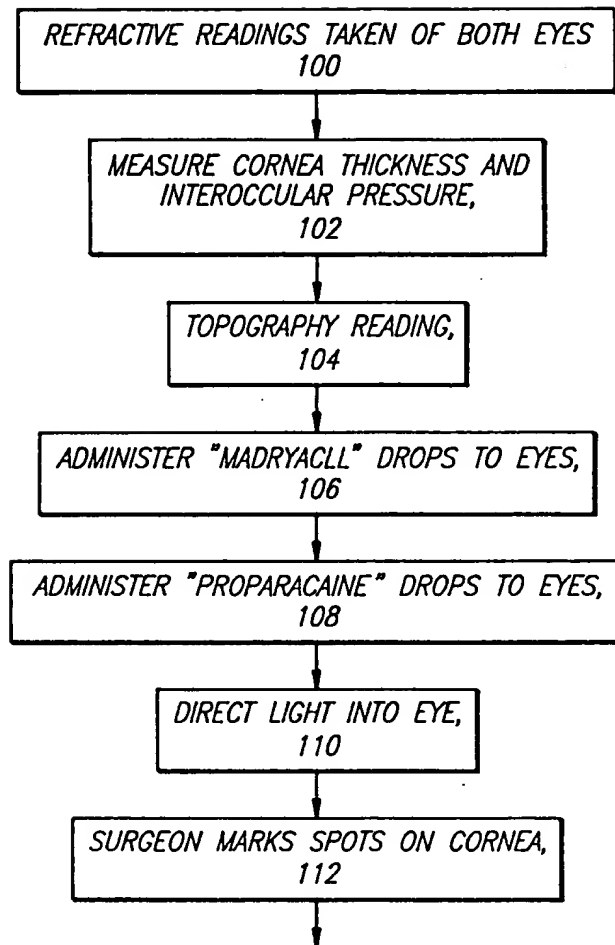 REFRACTIVE READINGS TAKEN OF BOTH EYES
100
MEASURE CORNEA THICKNESS AND
INTEROCCULAR PRESSURE,
102
TOPOGRAPHY READING,
104
ADMINISTER "MADRYACLL" DROPS TO EYES,
106
ADMINISTER "PROPARACAINE" DROPS TO EYES,
108
DIRECT LIGHT INTO EYE,
110
SURGEON MARKS SPOTS ON CORNEA,
112